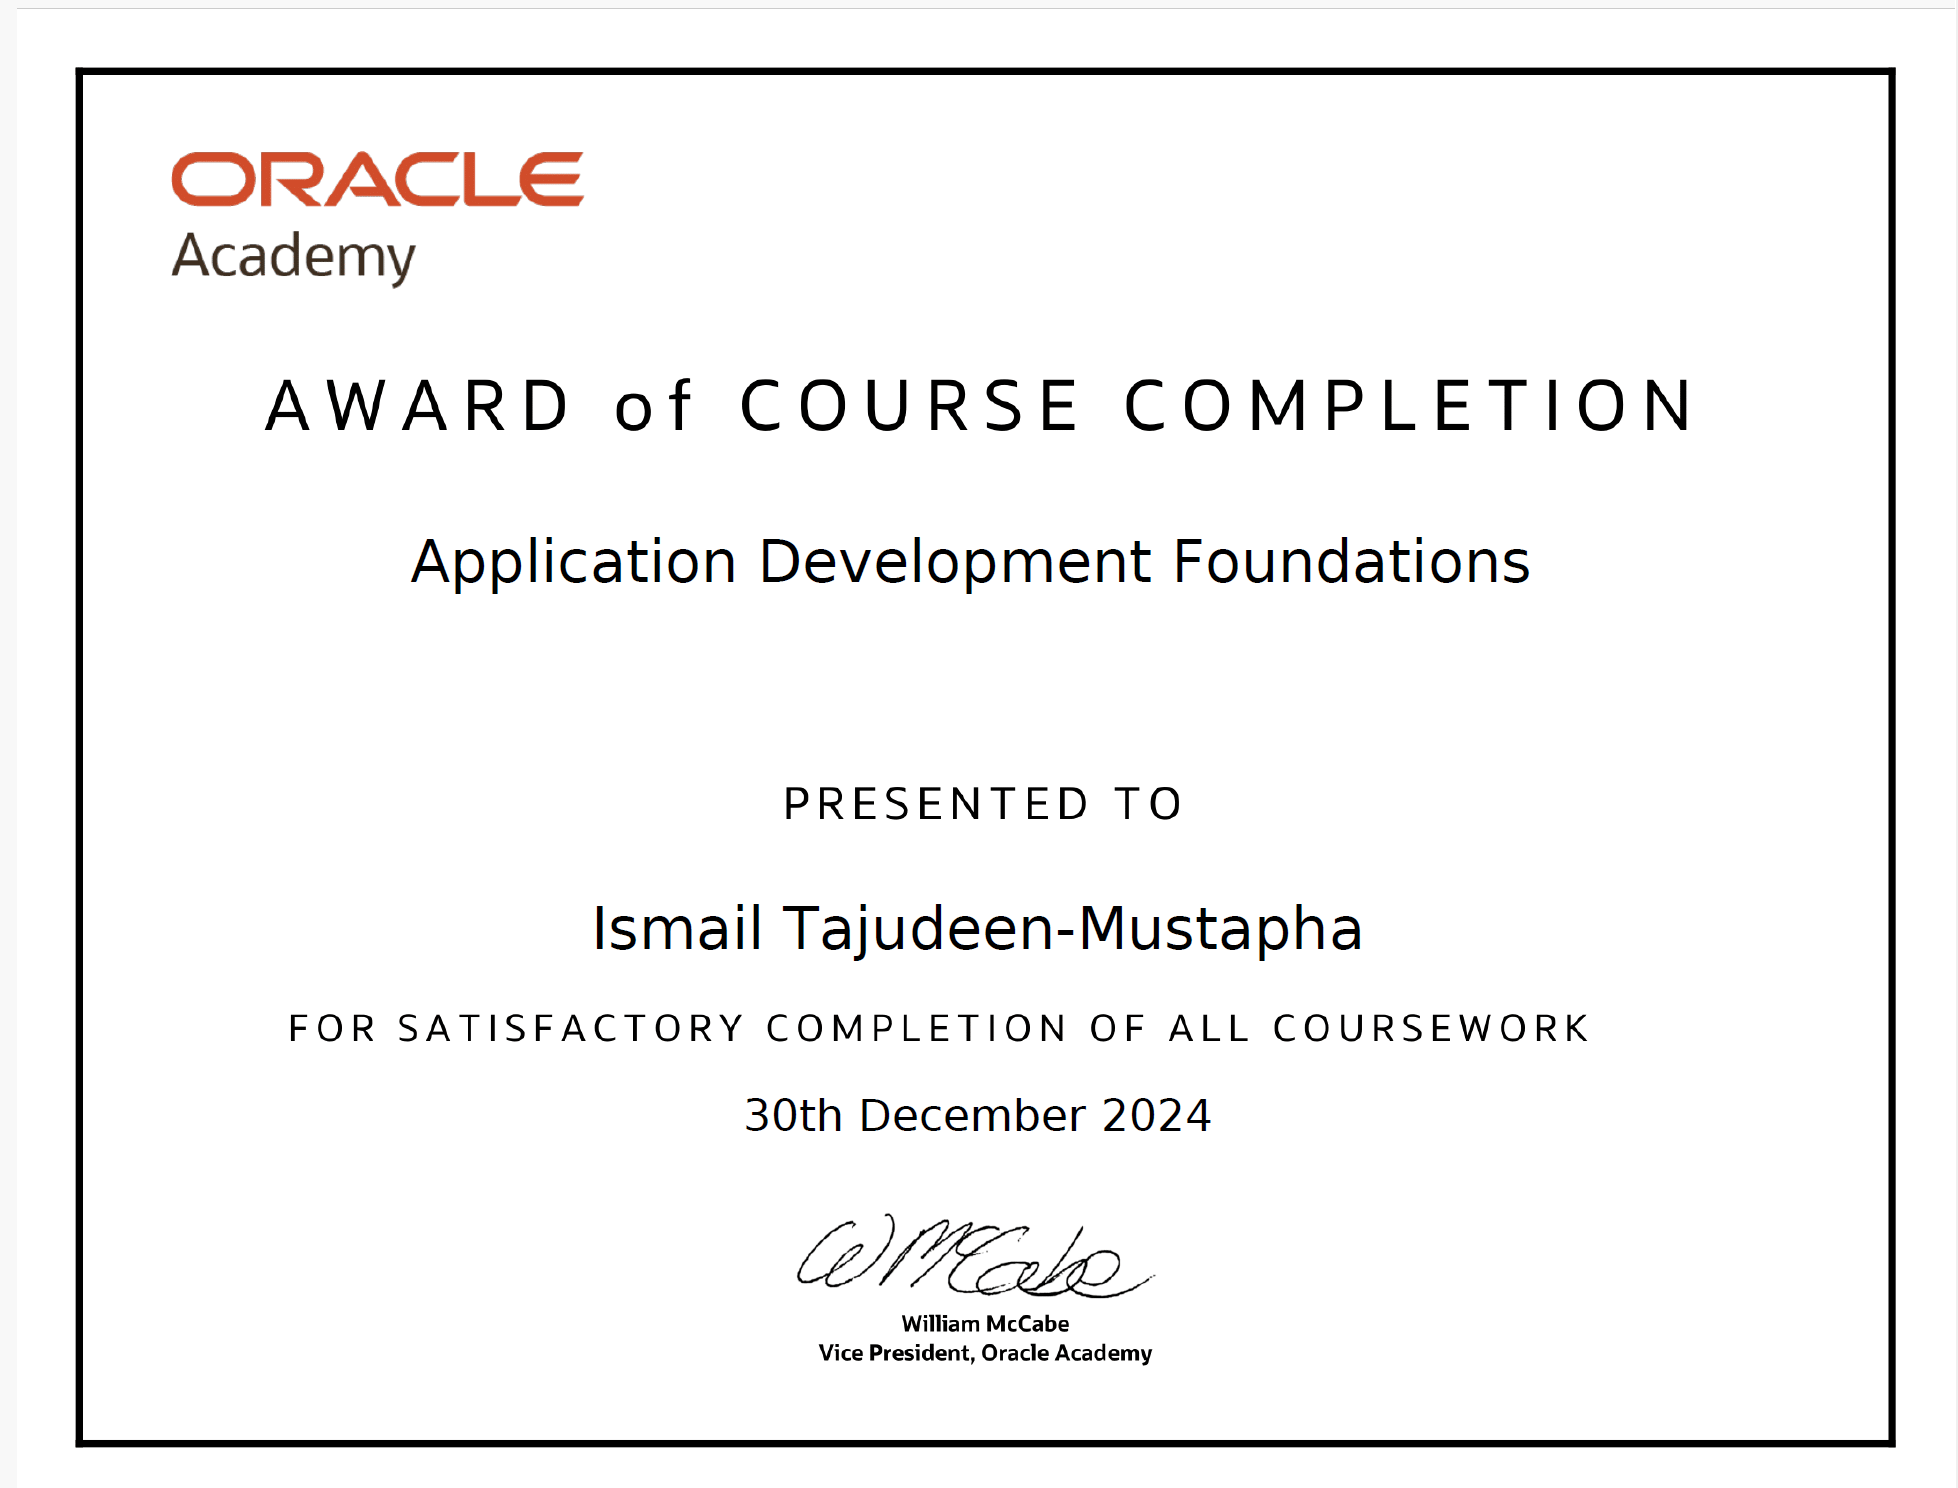 ORACLE
Academy
AWARD of COURSE COMPLETION
Application Development Foundations
PRESENTED TO
Ismail Tajudeen-Mustapha
FOR SATISFACTORY COMPLETION OF ALL COURSEWORK
30th December 2024
W McCabe
William McCabe
Vice President, Oracle Academy